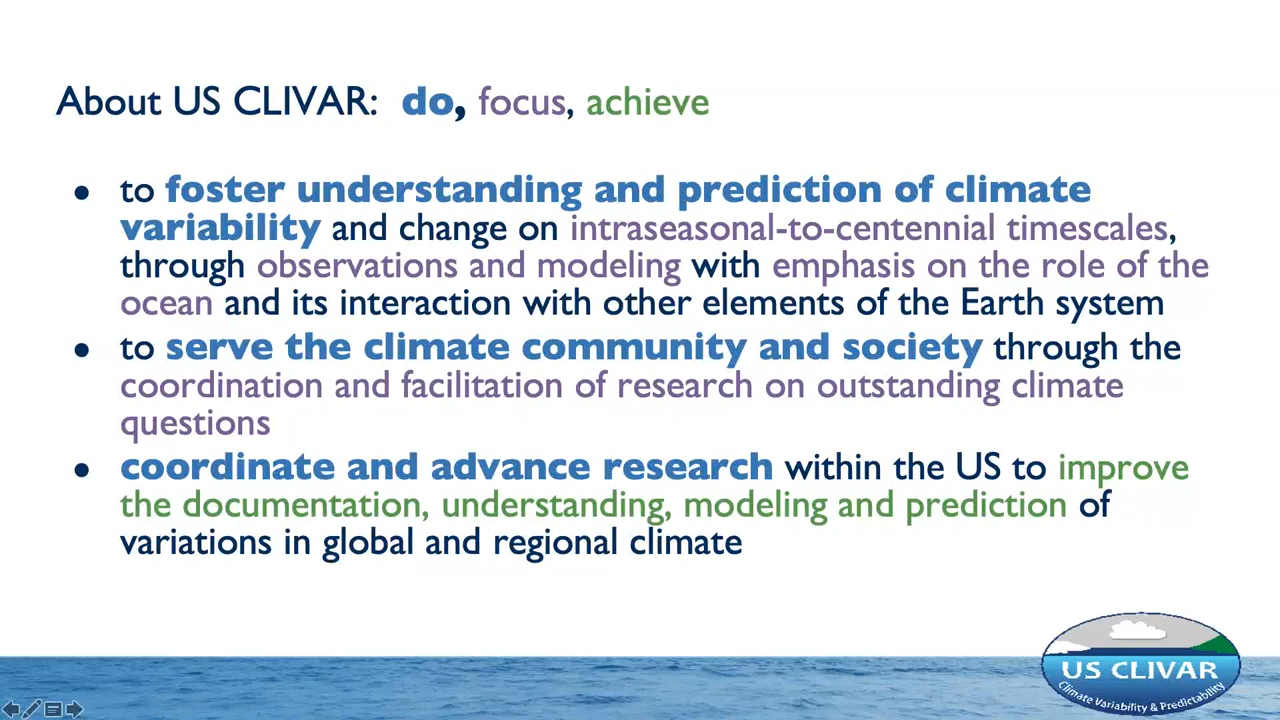 About US CLIVAR: do, focus, achieve
• to foster understanding and prediction of climate
variability and change on intraseasonal-to-centennial timescales,
through observations and modeling with emphasis on the role of the
ocean and its interaction with other elements of the Earth system
• to serve the climate community and society through the
coordination and facilitation of research on outstanding climate
questions
• coordinate and advance research within the US to improve
the documentation, understanding, modeling and prediction of
variations in global and regional climate
US CLIVAR
Climate Variability & Predictability